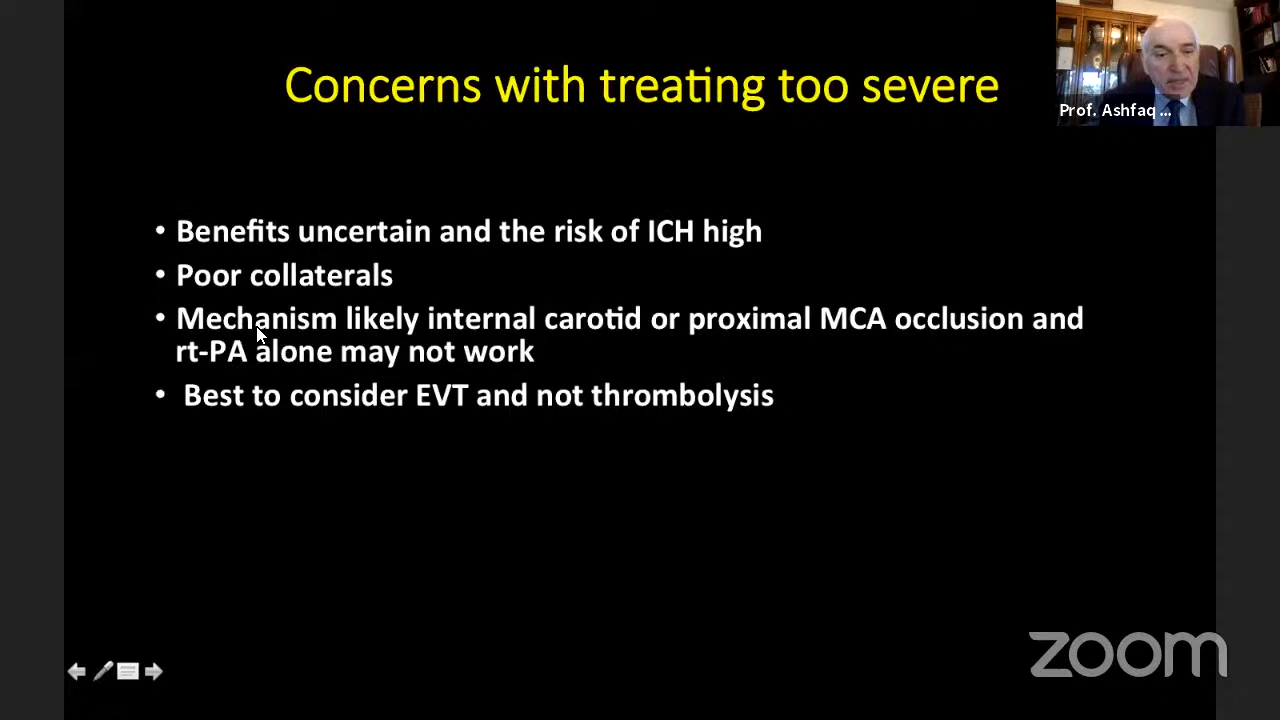 Concerns with treating too severe
Prof. Ashfaq ...
• Benefits uncertain and the risk of ICH high
• Poor collaterals
• Mechanism likely internal carotid or proximal MCA occlusion and
rt-PA alone may not work
• Best to consider EVT and not thrombolysis
zoom